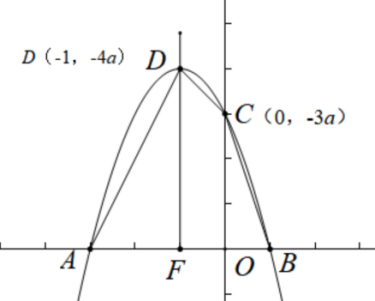 D（-1，-4a） D
C（0，-3a）
A F O B